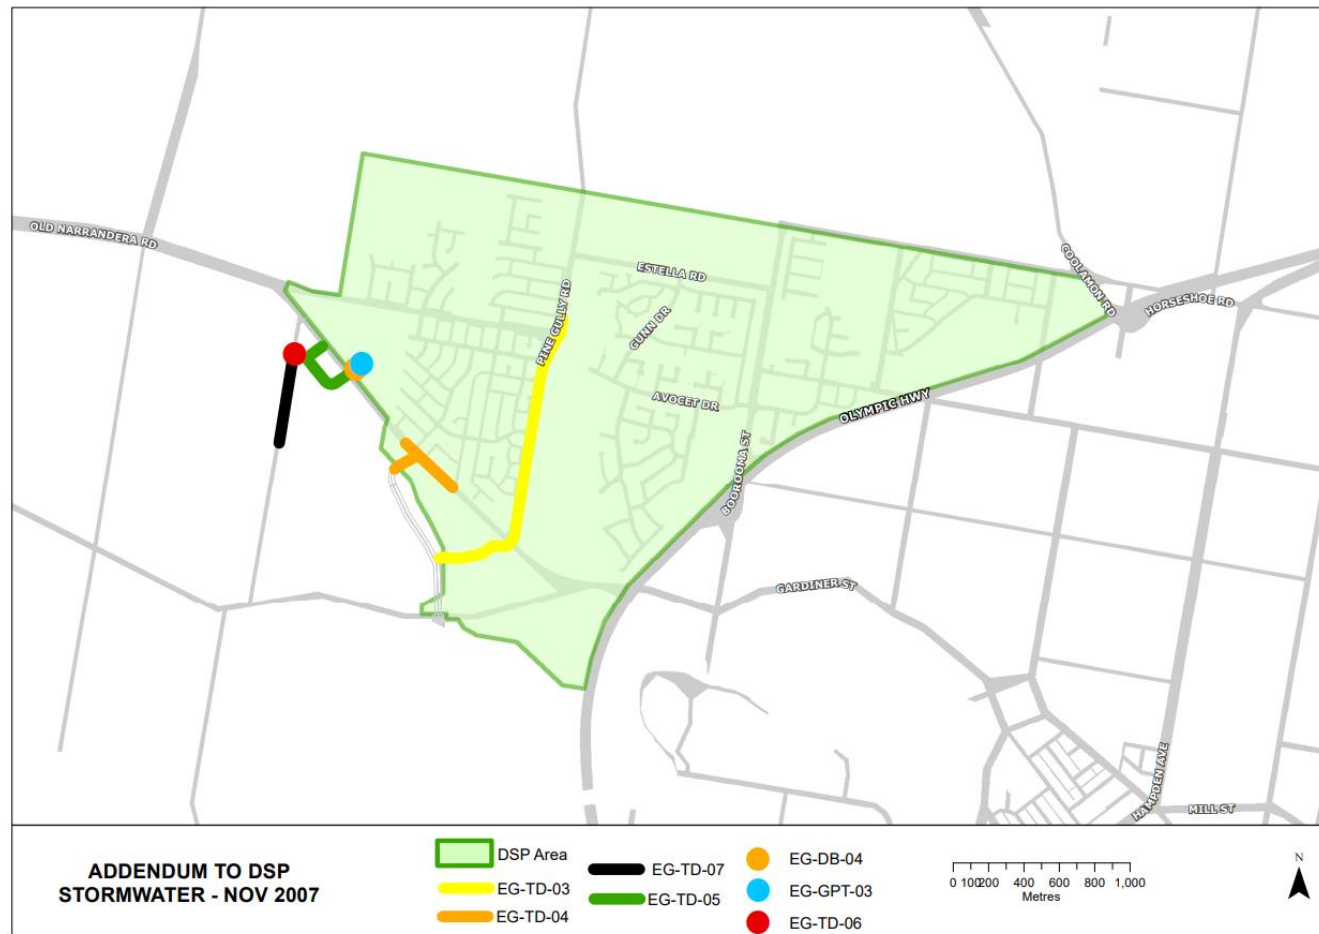 OLD NARRANDERA RD
ESTELLA RD
PINE GULLY RD
GUNN DR
AVOCET DR
COOLAMON RD
HORSESHOE RD
OLYMPIC HWY
BOOROOMA ST
GARDINER ST
HAMPDEN AVE
MILL ST
ADDENDUM TO DSP
STORMWATER - NOV 2007
DSP Area
EG-TD-03
EG-TD-04
EG-TD-07
EG-TD-05
EG-DB-04
EG-GPT-03
EG-TD-06
0 100200 400 600 800 1,000
Metres
N